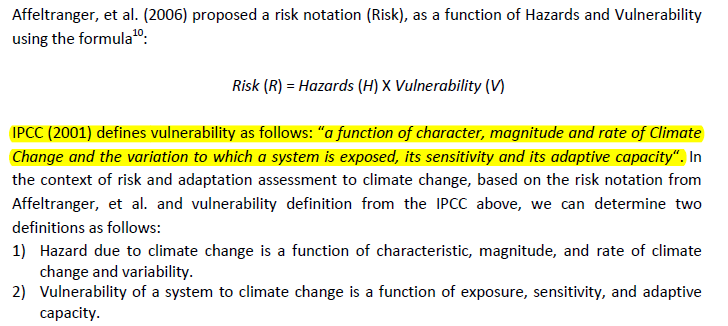 Affeltranger, et al. (2006) proposed a risk notation (Risk), as a function of Hazards and Vulnerability
using the formula¹⁰:
Risk (R) = Hazards (H) X Vulnerability (V)
IPCC (2001) defines vulnerability as follows: “a function of character, magnitude and rate of Climate
Change and the variation to which a system is exposed, its sensitivity and its adaptive capacity“. In
the context of risk and adaptation assessment to climate change, based on the risk notation from
Affeltranger, et al. and vulnerability definition from the IPCC above, we can determine two
definitions as follows:
1) Hazard due to climate change is a function of characteristic, magnitude, and rate of climate
change and variability.
2) Vulnerability of a system to climate change is a function of exposure, sensitivity, and adaptive
capacity.